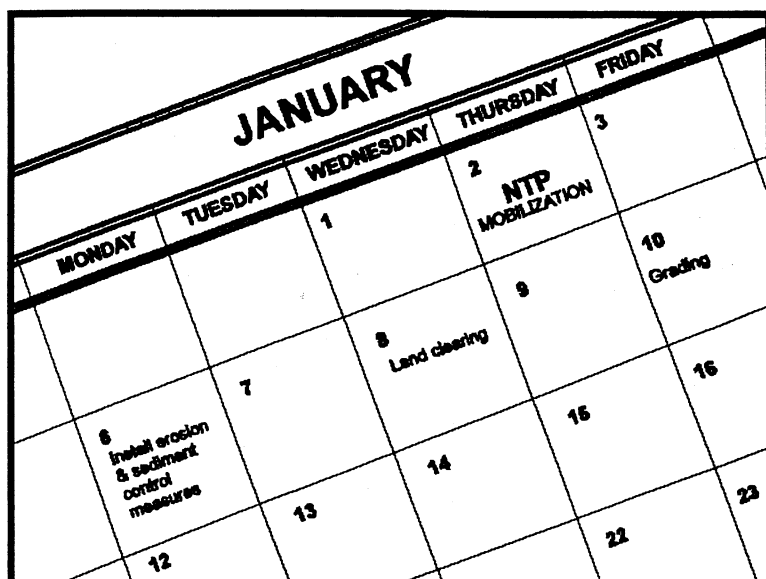 JANUARY
MONDAY TUESDAY WEDNESDAY THURSDAY FRIDAY
1 2 3
NTP
MOBILIZATION
6 7 8 9 10
Install erosion
& sediment
control
measures
Land clearing
Grading
12 13 14 15 16
22 23